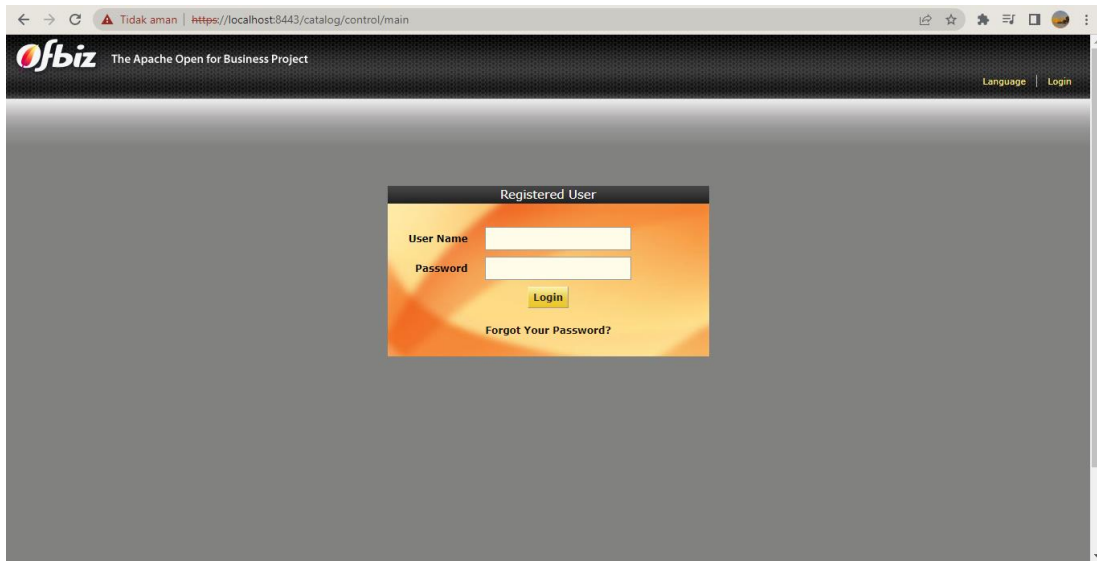 Tidak aman | https://localhost:8443/catalog/control/main
Ofbiz The Apache Open for Business Project
Language | Login
Registered User
User Name
Password
Login
Forgot Your Password?